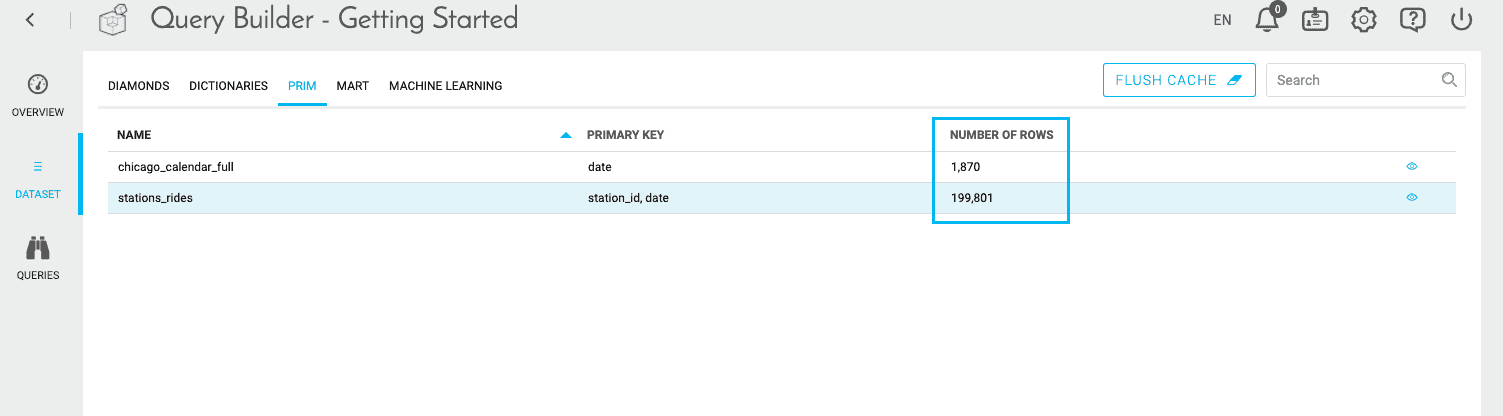 Query Builder - Getting Started
EN
0
OVERVIEW
DATASET
QUERIES
DIAMONDS DICTIONARIES PRIM MART MACHINE LEARNING
FLUSH CACHE
Search
NAME PRIMARY KEY NUMBER OF ROWS
chicago_calendar_full date 1,870
stations_rides station_id, date 199,801